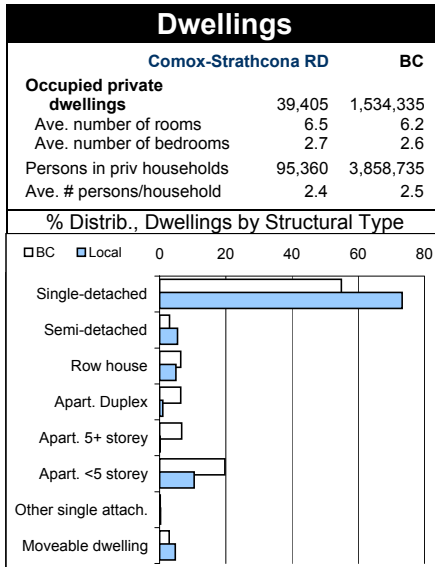 Dwellings
Comox-Strathcona RD BC
Occupied private
dwellings 39,405 1,534,335
Ave. number of rooms 6.5 6.2
Ave. number of bedrooms 2.7 2.6
Persons in priv households 95,360 3,858,735
Ave. # persons/household 2.4 2.5
% Distrib., Dwellings by Structural Type
BC Local 0 20 40 60 80
Single-detached
Semi-detached
Row house
Apart. Duplex
Apart. 5+ storey
Apart. <5 storey
Other single attach.
Moveable dwelling